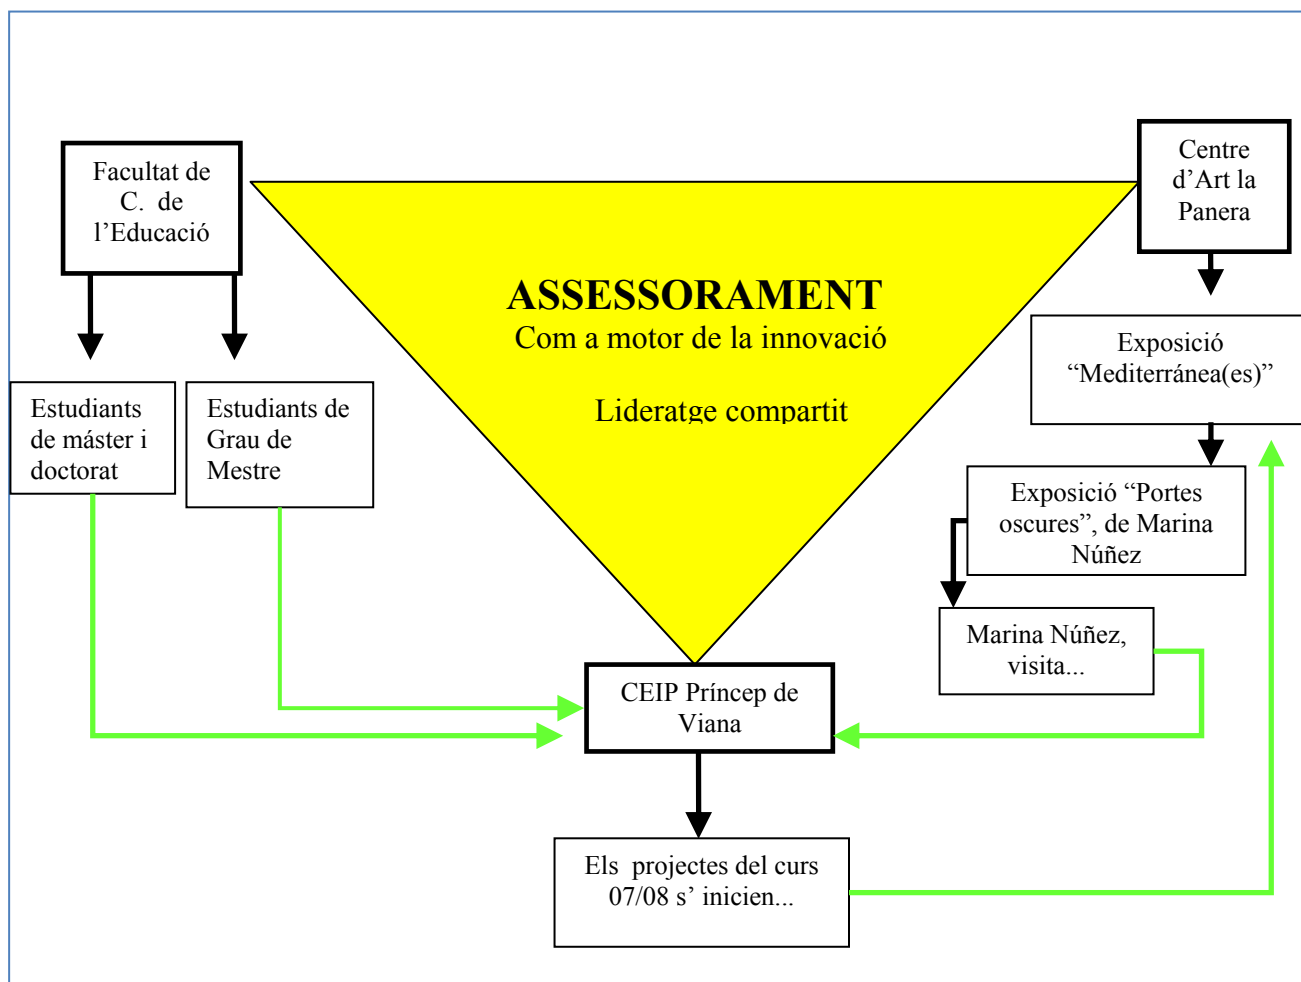 Facultat de
C. de
l’Educació
Centre
d’Art la
Panera
ASSESSORAMENT
Com a motor de la innovació
Lideratge compartit
Exposició
“Mediterránea(es)”
Estudiants
de máster i
doctorat
Estudiants de
Grau de
Mestre
Exposició “Portes
oscures”, de Marina
Núñez
Marina Núñez,
visita...
CEIP Príncep de
Viana
Els projectes del curs
07/08 s’ inicien...